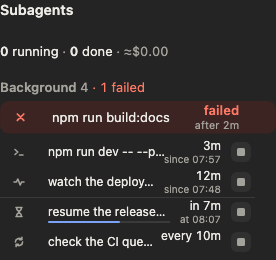 Subagents
0 running · 0 done · ≈$0.00
Background 4 · 1 failed
npm run build:docs failed
after 2m
npm run dev -- --p... 3m
since 07:57
watch the deploy... 12m
since 07:48
resume the release... in 7m
at 08:07
check the CI que... every 10m